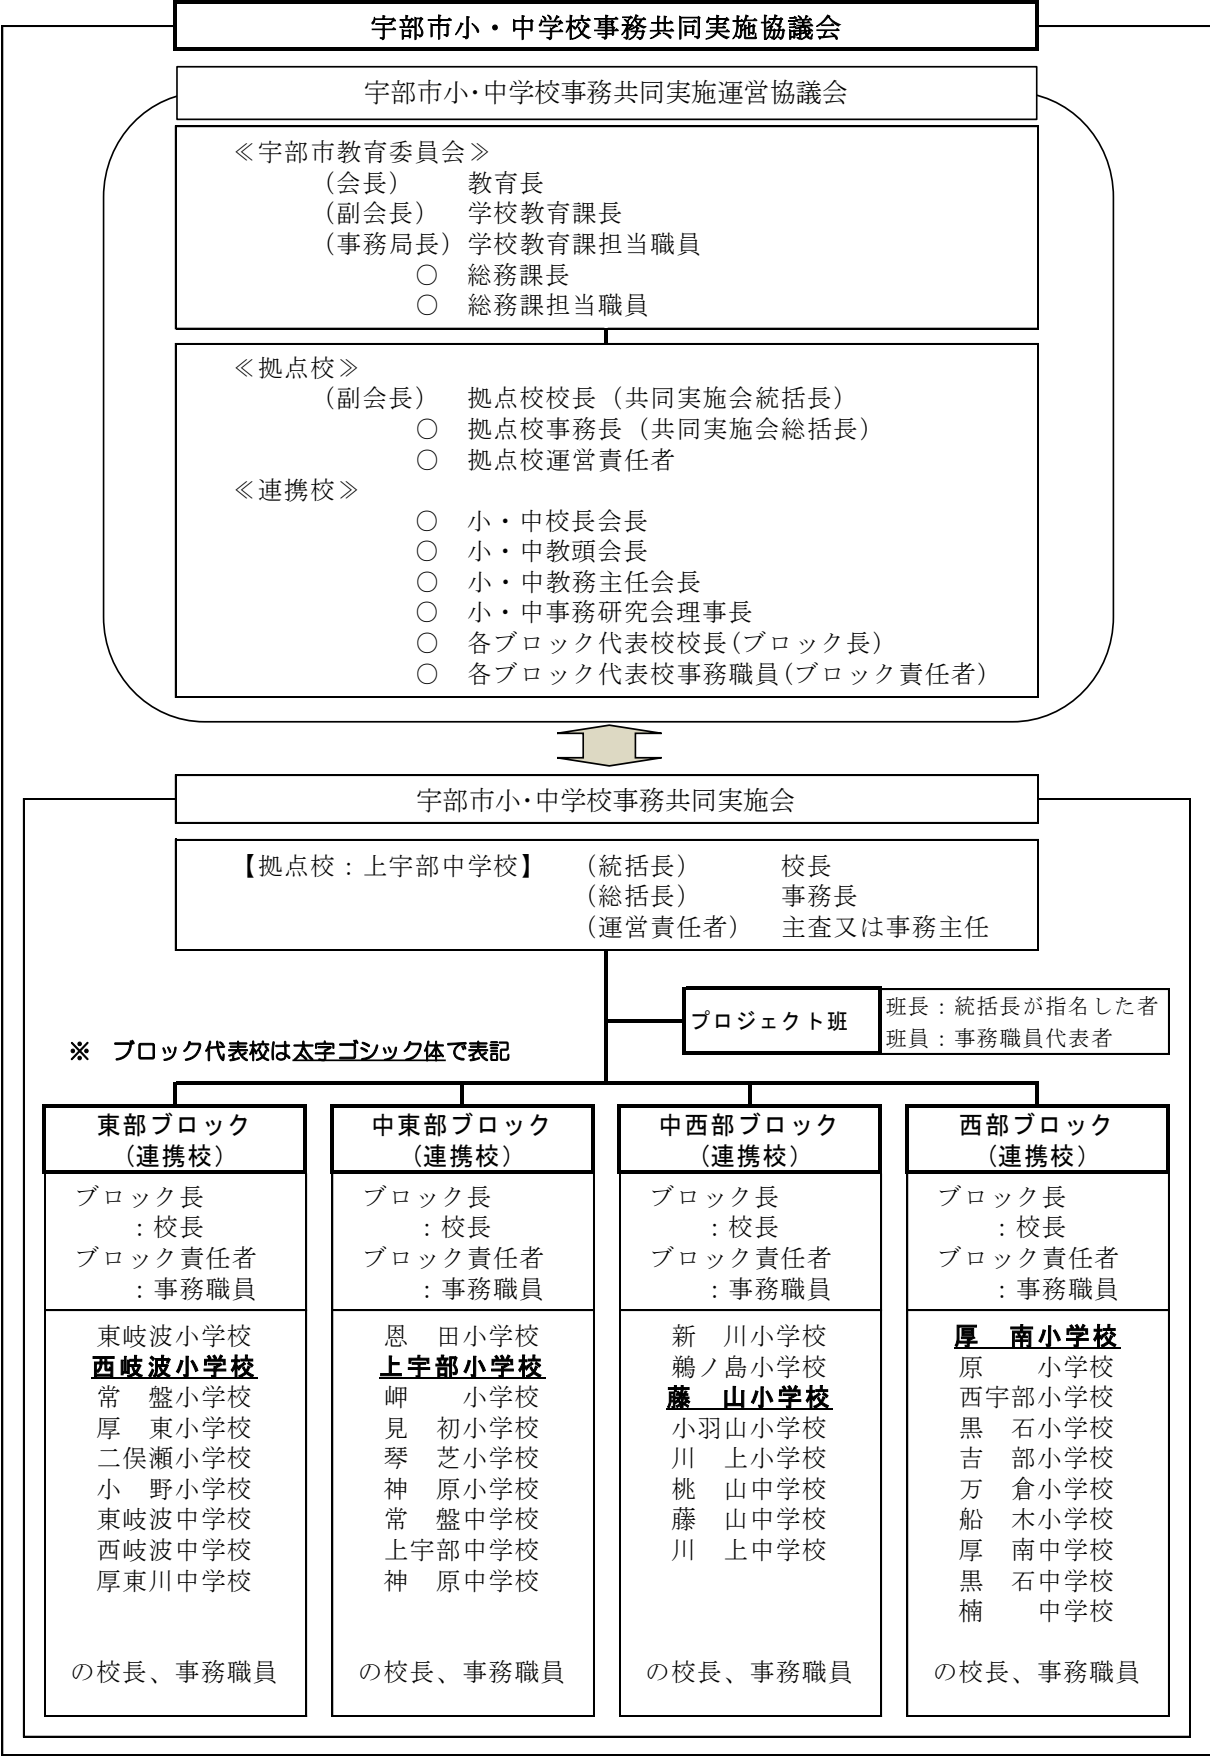 宇部市小・中学校事務共同実施協議会
宇部市小･中学校事務共同実施運営協議会
≪宇部市教育委員会≫
（会長）　教育長
（副会長）　学校教育課長
（事務局長）学校教育課担当職員
○　総務課長
○　総務課担当職員
≪拠点校≫
（副会長）　拠点校校長（共同実施会統括長）
○　拠点校事務長（共同実施会総括長）
○　拠点校運営責任者
≪連携校≫
○　小・中校長会長
○　小・中教頭会長
○　小・中教務主任会長
○　小・中事務研究会理事長
○　各ブロック代表校校長(ブロック長）
○　各ブロック代表校事務職員(ブロック責任者）
宇部市小･中学校事務共同実施会
【拠点校：上宇部中学校】　（統括長）　校長
（総括長）　事務長
（運営責任者）　主査又は事務主任
プロジェクト班
班長：統括長が指名した者
班員：事務職員代表者
※　ブロック代表校は太字ゴシック体で表記
東部ブロック
（連携校）
ブロック長
：校長
ブロック責任者
：事務職員
東岐波小学校
西岐波小学校
常　盤小学校
厚　東小学校
二俣瀬小学校
小　野小学校
東岐波中学校
西岐波中学校
厚東川中学校
の校長、事務職員
中東部ブロック
（連携校）
ブロック長
：校長
ブロック責任者
：事務職員
恩　田小学校
上宇部小学校
岬　　小学校
見　初小学校
琴　芝小学校
神　原小学校
常　盤中学校
上宇部中学校
神　原中学校
の校長、事務職員
中西部ブロック
（連携校）
ブロック長
：校長
ブロック責任者
：事務職員
新　川小学校
鵜ノ島小学校
藤　山小学校
小羽山小学校
川　上小学校
桃　山中学校
藤　山中学校
川　上中学校
の校長、事務職員
西部ブロック
（連携校）
ブロック長
：校長
ブロック責任者
：事務職員
厚　南小学校
原　　小学校
西宇部小学校
黒　石小学校
吉　部小学校
万　倉小学校
船　木小学校
厚　南中学校
黒　石中学校
楠　　中学校
の校長、事務職員